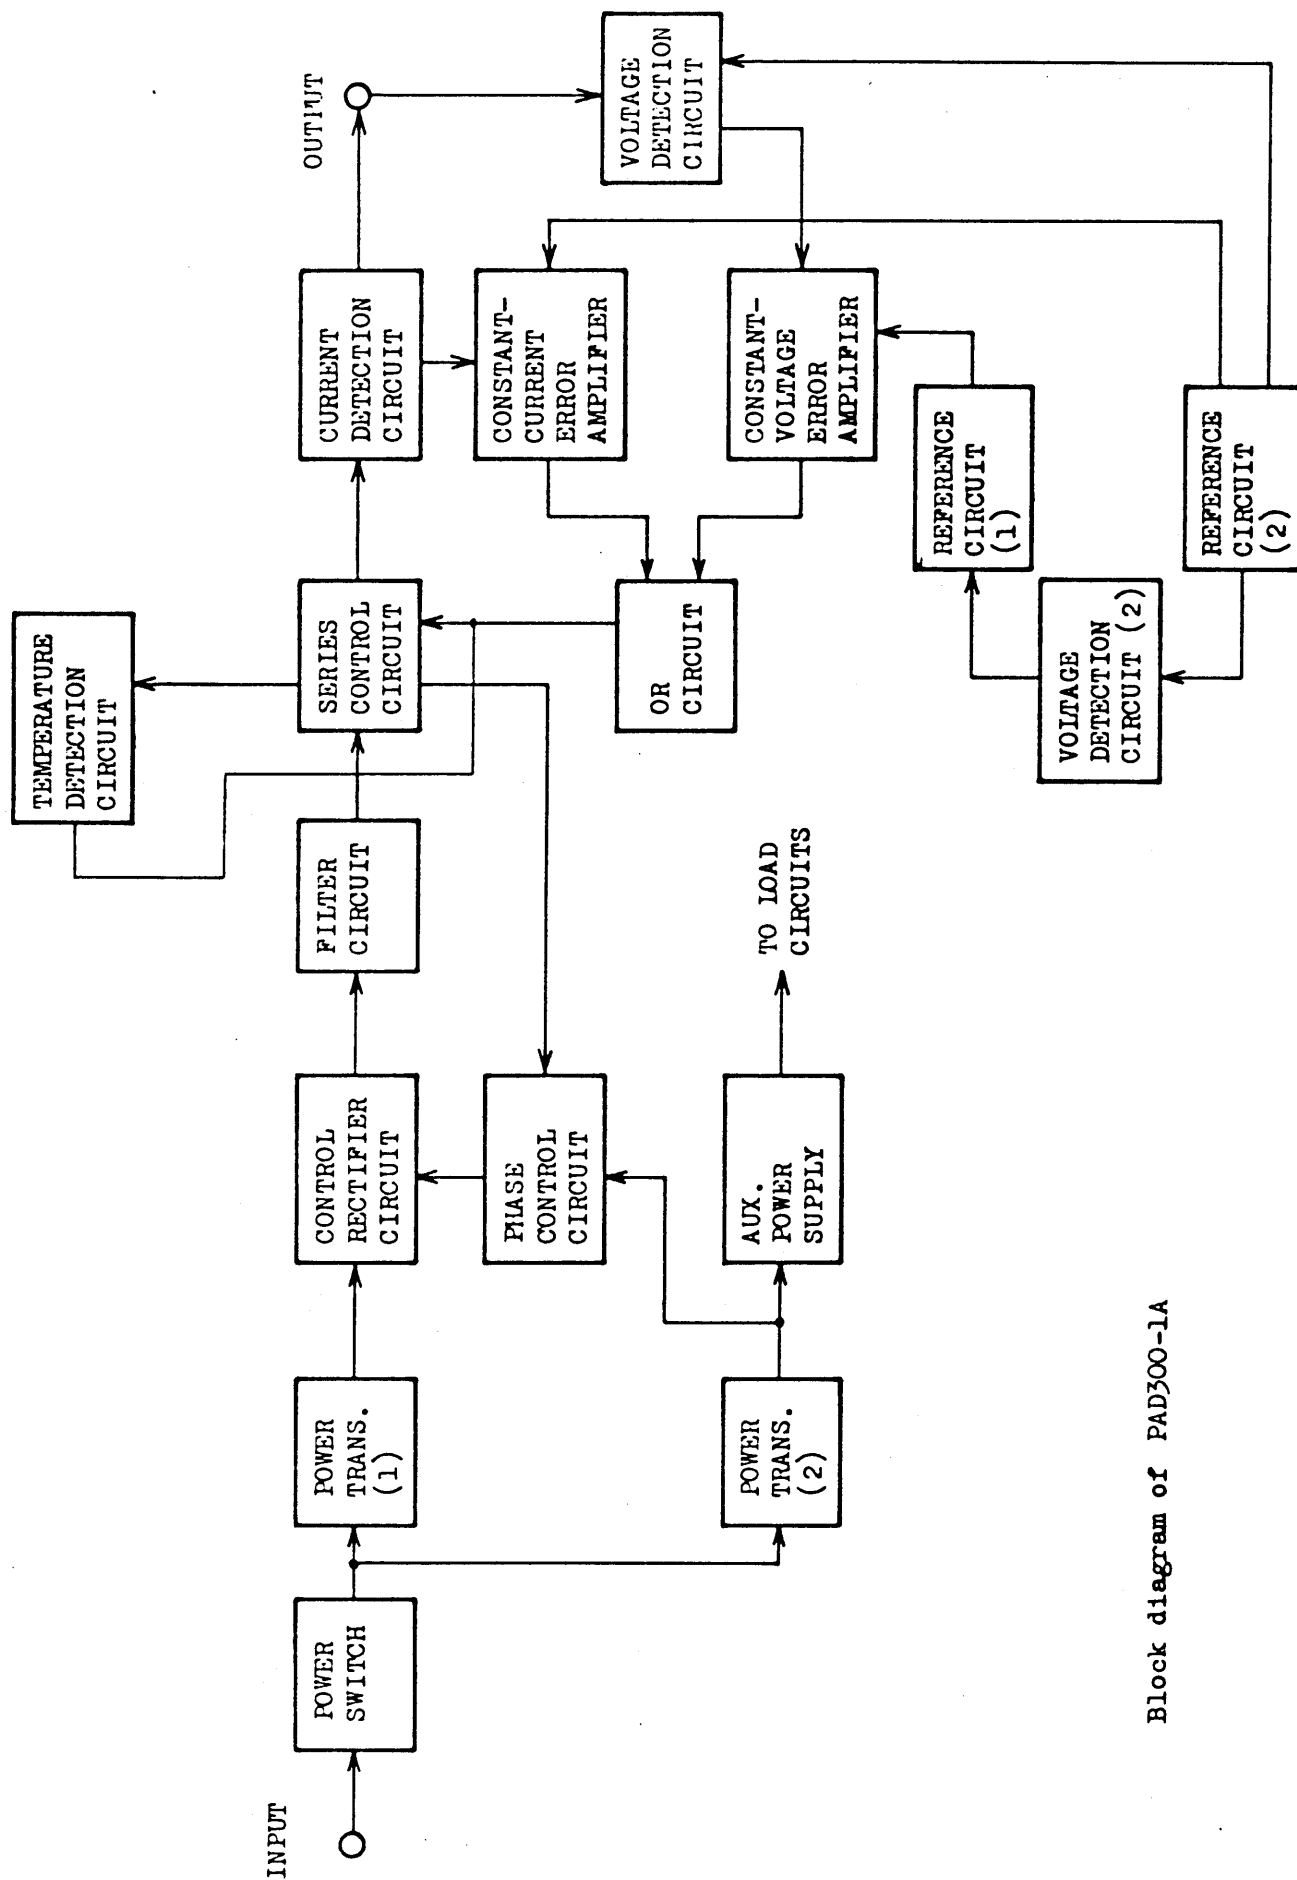 INPUT
POWER
SWITCH
POWER
TRANS.
(1)
POWER
TRANS.
(2)
CONTROL
RECTIFIER
CIRCUIT
PHASE
CONTROL
CIRCUIT
AUX.
POWER
SUPPLY
TO LOAD
CIRCUITS
FILTER
CIRCUIT
TEMPERATURE
DETECTION
CIRCUIT
SERIES
CONTROL
CIRCUIT
OR
CIRCUIT
CURRENT
DETECTION
CIRCUIT
CONSTANT-
CURRENT
ERROR
AMPLIFIER
CONSTANT-
VOLTAGE
ERROR
AMPLIFIER
REFERENCE
CIRCUIT
(1)
VOLTAGE
DETECTION
CIRCUIT (2)
REFERENCE
CIRCUIT
(2)
OUTPUT
VOLTAGE
DETECTION
CIRCUIT
Block diagram of PAD300-1A